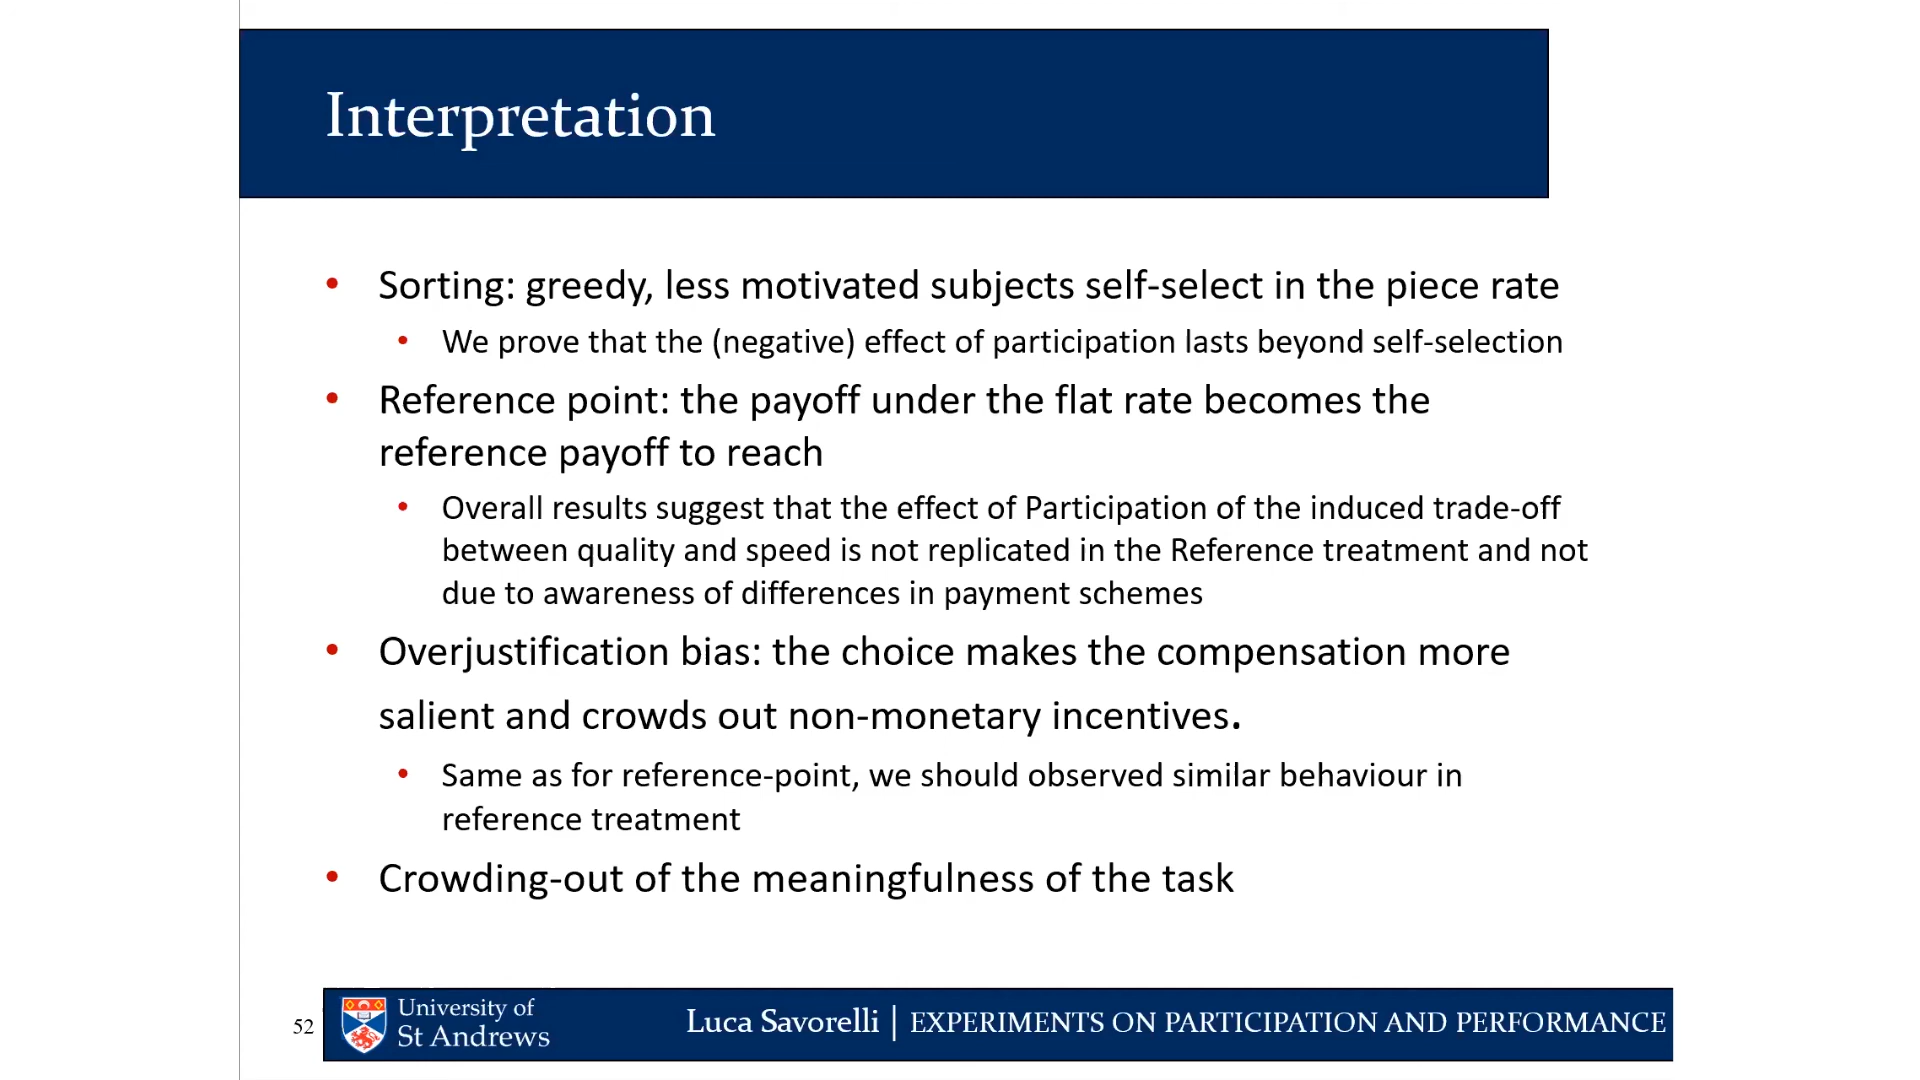 Interpretation
• Sorting: greedy, less motivated subjects self-select in the piece rate
• We prove that the (negative) effect of participation lasts beyond self-selection
• Reference point: the payoff under the flat rate becomes the
reference payoff to reach
• Overall results suggest that the effect of Participation of the induced trade-off
between quality and speed is not replicated in the Reference treatment and not
due to awareness of differences in payment schemes
• Overjustification bias: the choice makes the compensation more
salient and crowds out non-monetary incentives.
• Same as for reference-point, we should observed similar behaviour in
reference treatment
• Crowding-out of the meaningfulness of the task
52
University of
St Andrews
Luca Savorelli | EXPERIMENTS ON PARTICIPATION AND PERFORMANCE